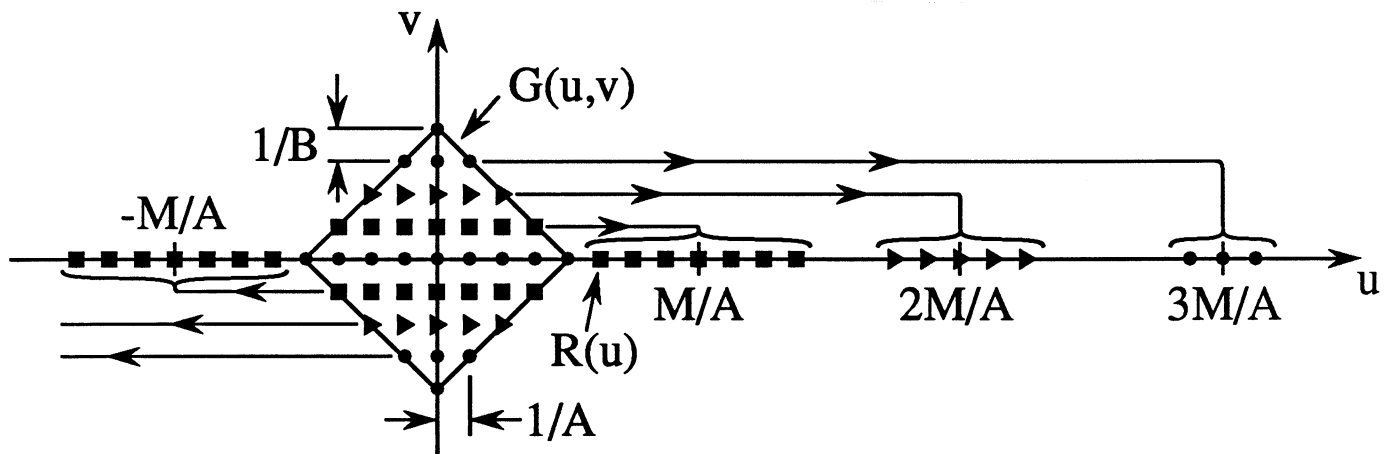 v
G(u,v)
1/B
-M/A
M/A
2M/A
3M/A
u
R(u)
1/A